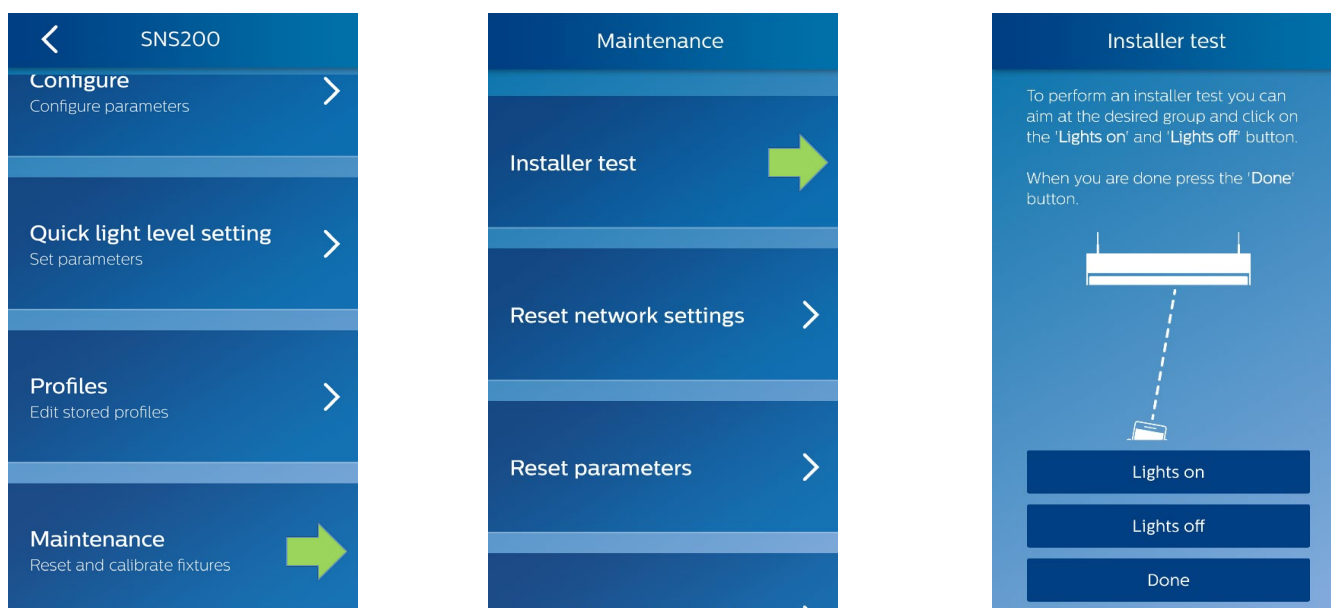 SNS200
Configure
Configure parameters
Quick light level setting
Set parameters
Profiles
Edit stored profiles
Maintenance
Reset and calibrate fixtures
Maintenance
Installer test
Reset network settings
Reset parameters
Installer test
To perform an installer test you can
aim at the desired group and click on
the 'Lights on' and 'Lights off' button.
When you are done press the 'Done'
button.
Lights on
Lights off
Done